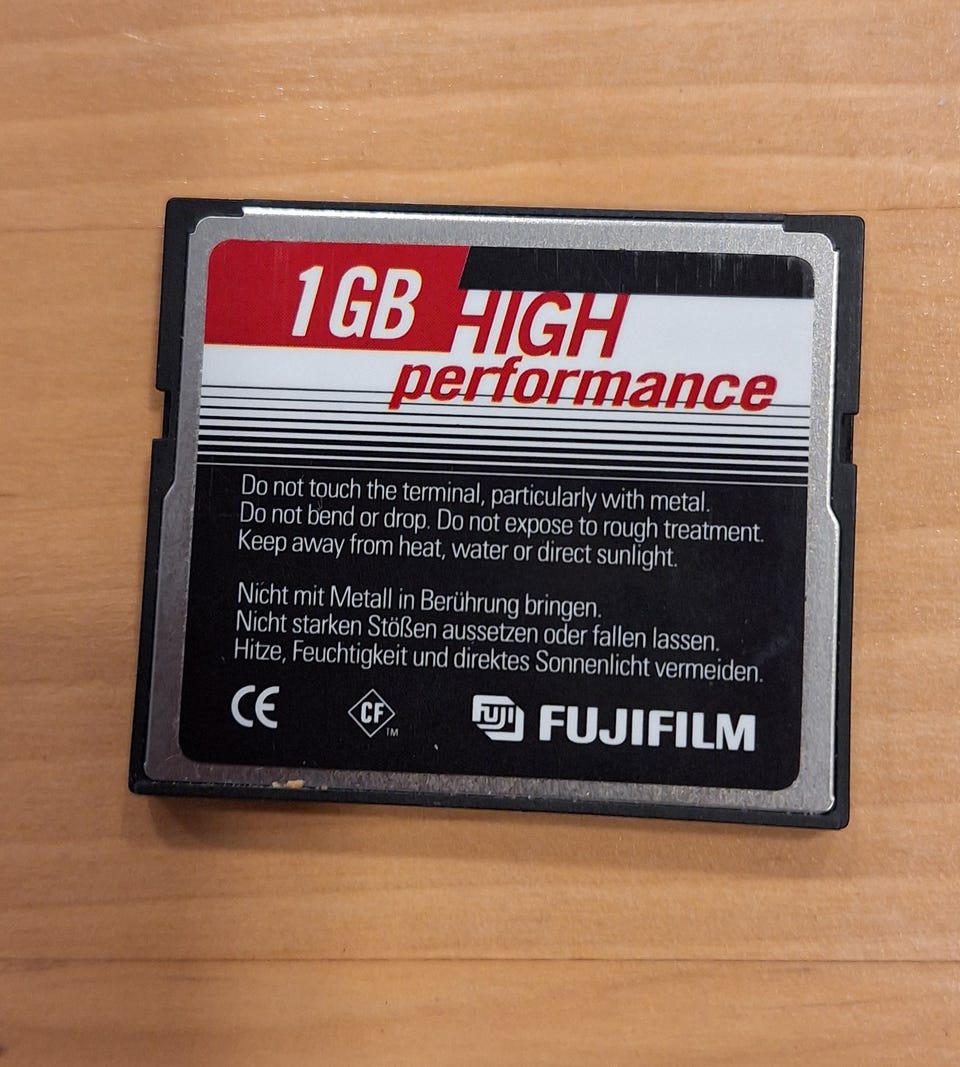 1GB HIGH
performance
Do not touch the terminal, particularly with metal.
Do not bend or drop. Do not expose to rough treatment.
Keep away from heat, water or direct sunlight.
Nicht mit Metall in Berührung bringen.
Nicht starken Stößen aussetzen oder fallen lassen.
Hitze, Feuchtigkeit und direktes Sonnenlicht vermeiden.
CE CF TM FUJI FUJIFILM